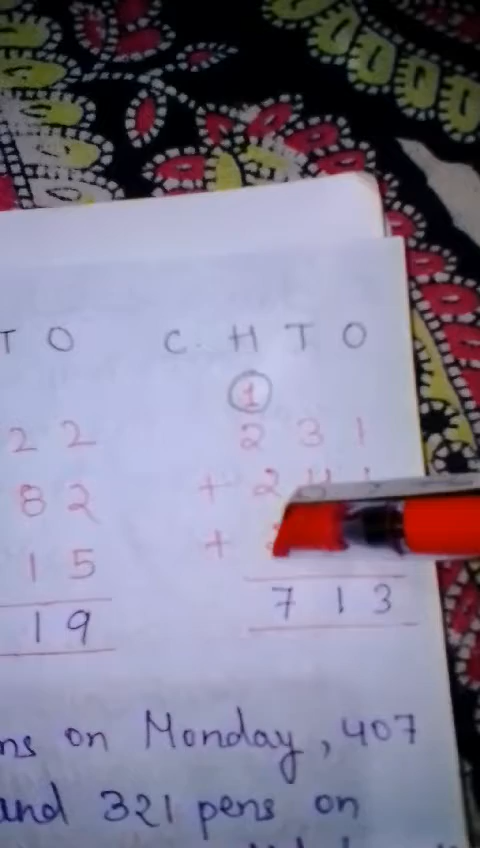 T O
2 2
8 2
1 5
1 9
C. H T O
1
2 3 1
+ 2
+
7 1 3
ns on Monday, 407
and 321 pens on